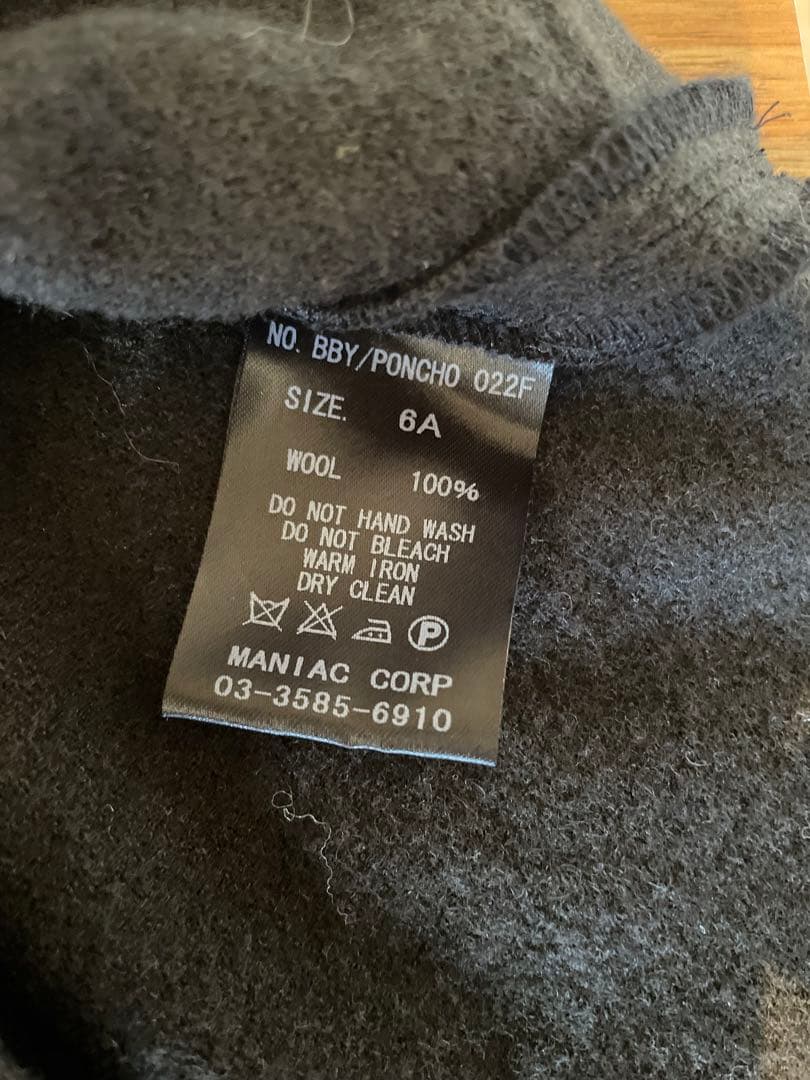 NO. BBY/PONCHO 022F
SIZE. 6A
WOOL 100%
DO NOT HAND WASH
DO NOT BLEACH
WARM IRON
DRY CLEAN
P
MANIAC CORP
03-3585-6910